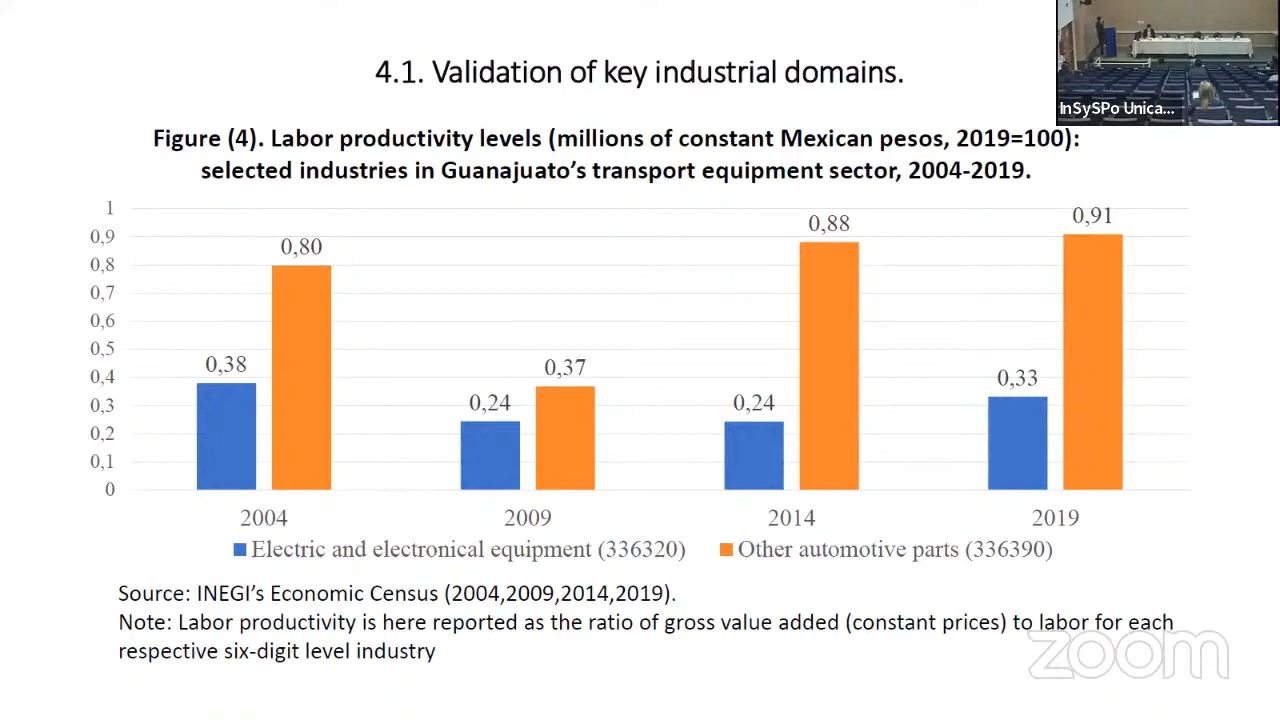 4.1. Validation of key industrial domains.
InSySPo Unica...
Figure (4). Labor productivity levels (millions of constant Mexican pesos, 2019=100):
selected industries in Guanajuato's transport equipment sector, 2004-2019.
1
0,9
0,8
0,7
0,6
0,5
0,4
0,3
0,2
0,1
0
0,38
0,80
0,24
0,37
0,24
0,88
0,33
0,91
2004
2009
2014
2019
Electric and electronical equipment (336320)
Other automotive parts (336390)
Source: INEGI's Economic Census (2004,2009,2014,2019).
Note: Labor productivity is here reported as the ratio of gross value added (constant prices) to labor for each
respective six-digit level industry
zoom